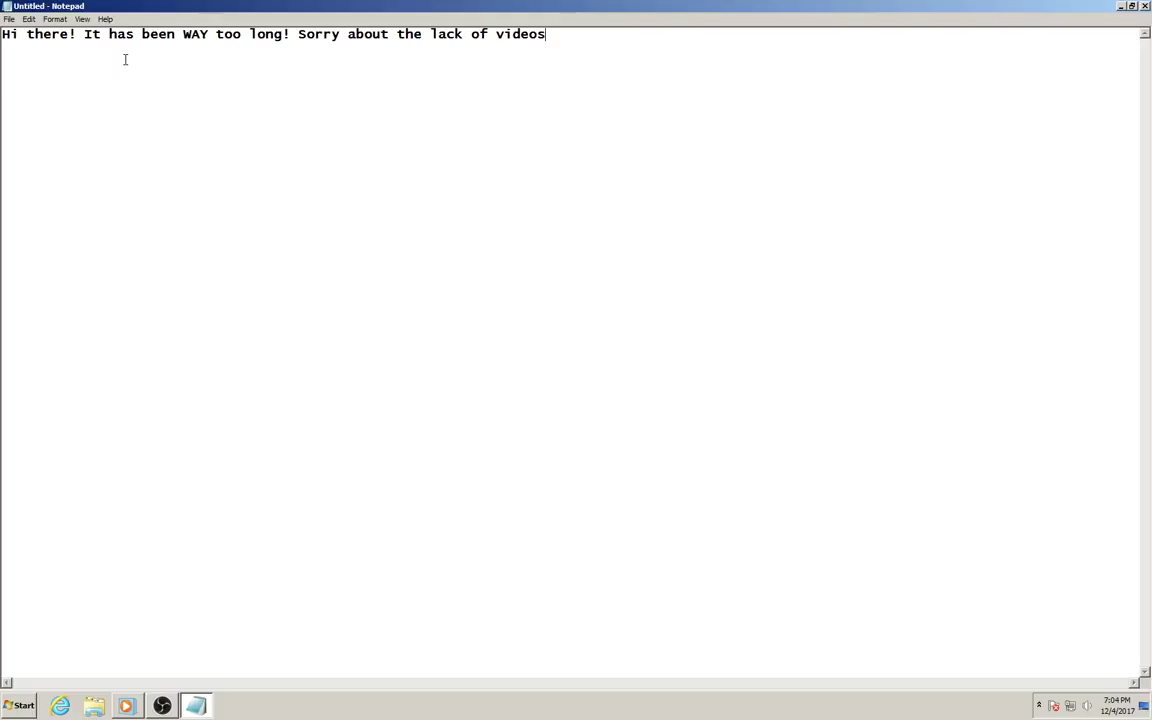 Untitled - Notepad
File Edit Format View Help
Hi there! It has been WAY too long! Sorry about the lack of videos
Start
7:04 PM
12/4/2017